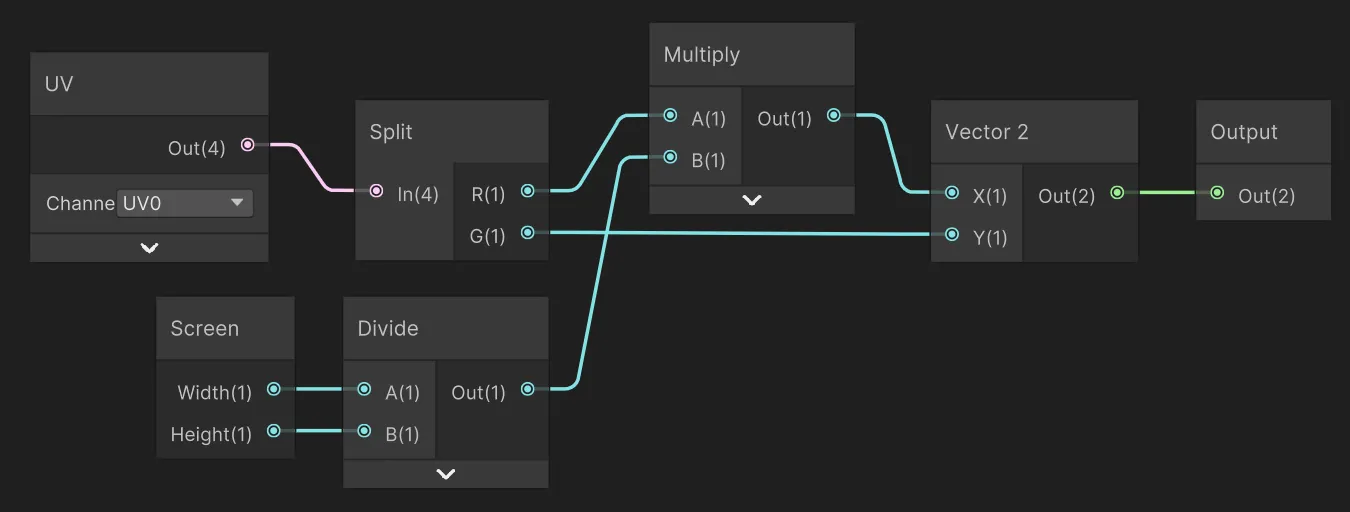 UV
Out(4)
Channe UV0
Split
In(4)
R(1)
G(1)
Multiply
A(1)
Out(1)
B(1)
Vector 2
X(1)
Out(2)
Y(1)
Output
Out(2)
Screen
Width(1)
Height(1)
Divide
A(1)
Out(1)
B(1)